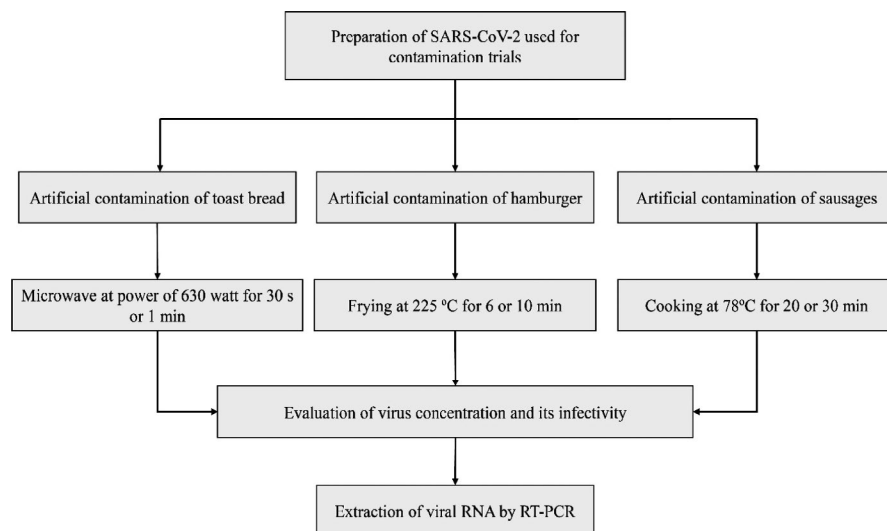 Preparation of SARS-CoV-2 used for
contamination trials
Artificial contamination of toast bread
Artificial contamination of hamburger
Artificial contamination of sausages
Microwave at power of 630 watt for 30 s
or 1 min
Frying at 225 ºC for 6 or 10 min
Cooking at 78ºC for 20 or 30 min
Evaluation of virus concentration and its infectivity
Extraction of viral RNA by RT-PCR